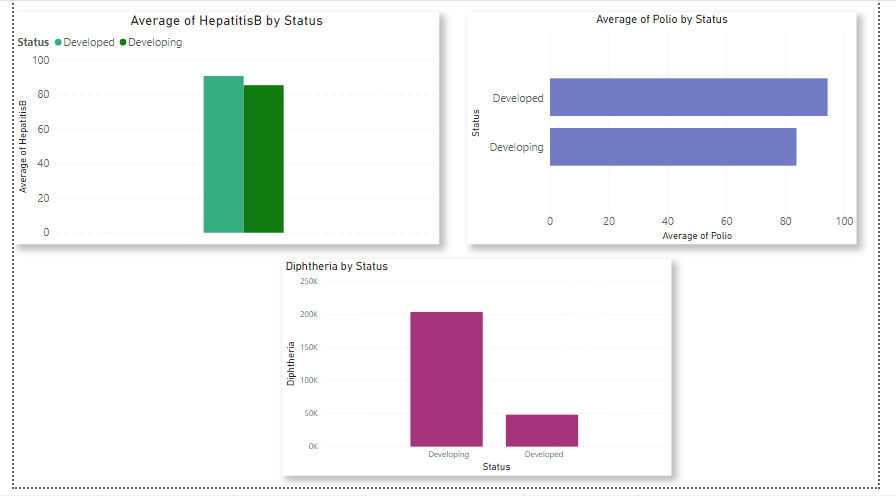 Average of HepatitisB by Status
Status Developed Developing
100
80
60
40
20
0
Average of HepatitisB
Average of Polio by Status
Status
Developed
Developing
0 20 40 60 80 100
Average of Polio
Diphtheria by Status
250K
200K
150K
100K
50K
0K
Diphtheria
Developing Developed
Status